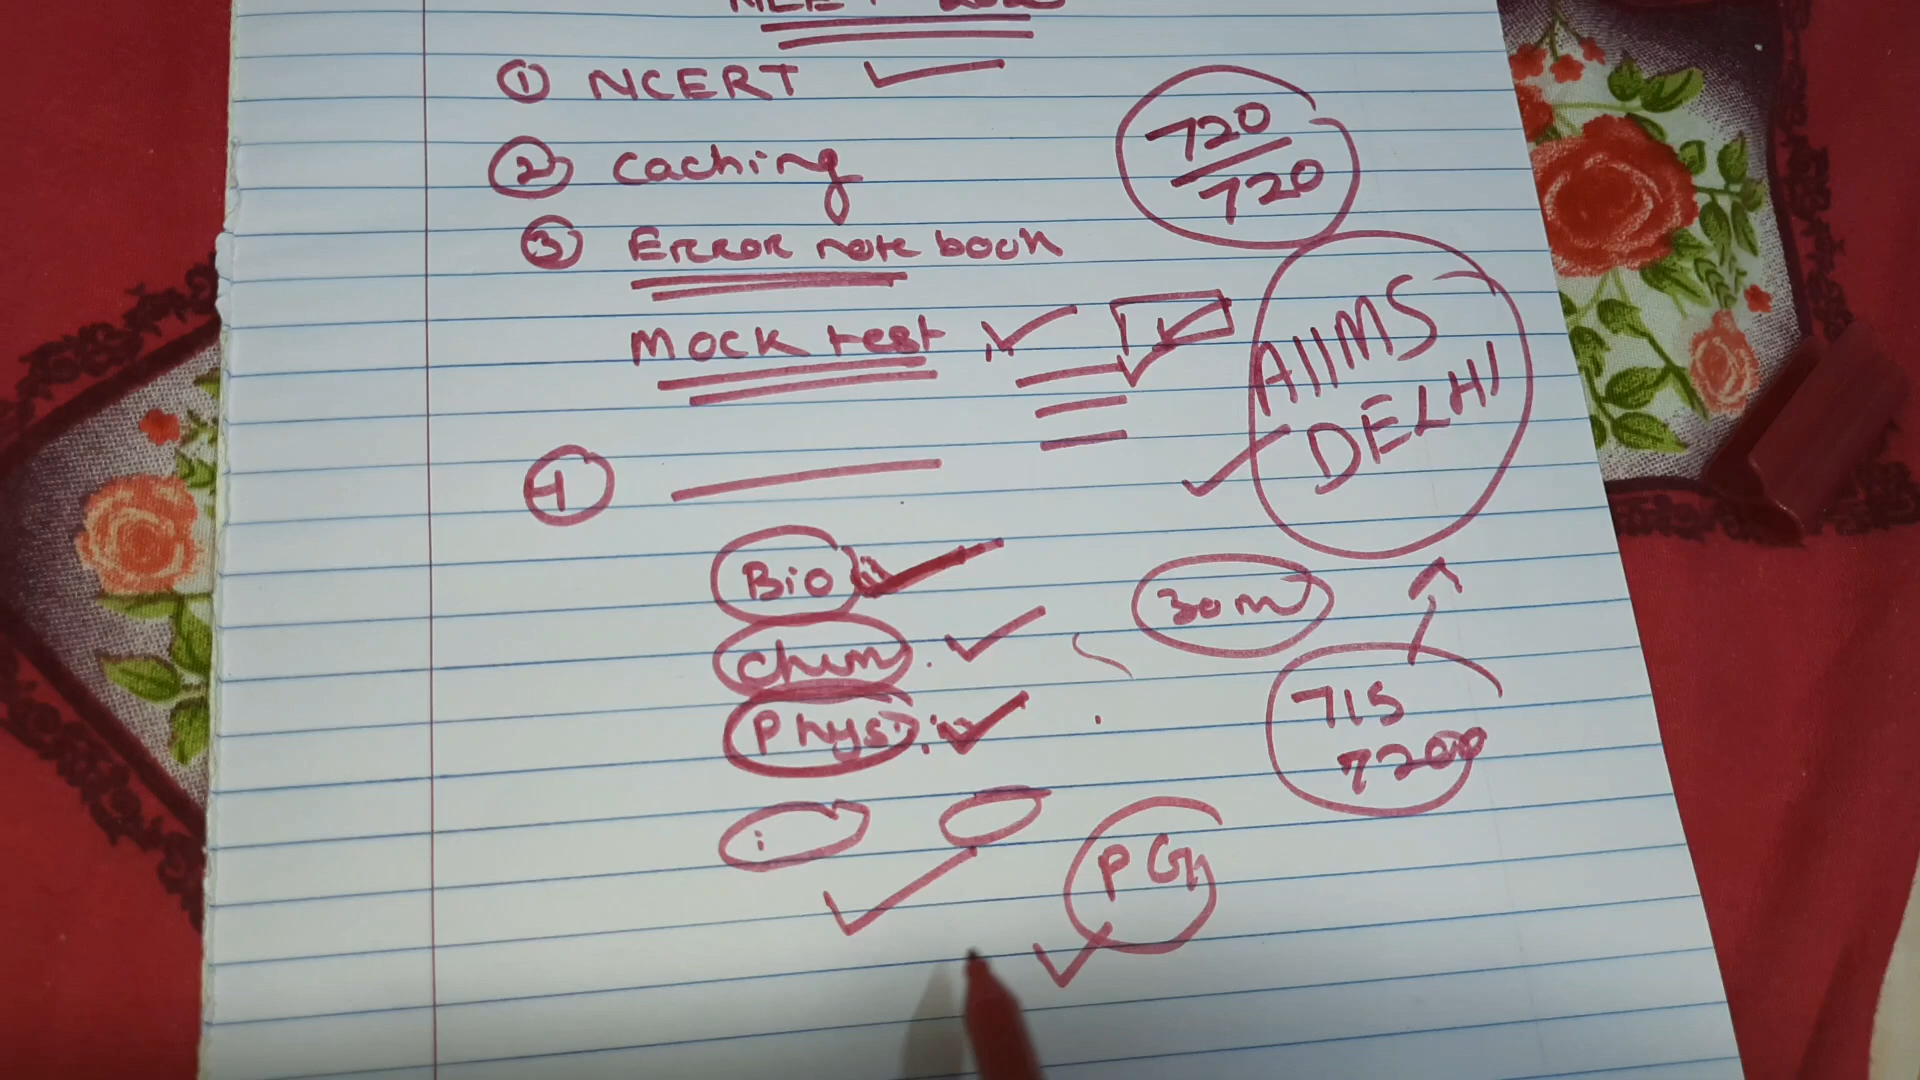 ① NCERT
720
720
② caching
③ Error note book
Mock test
AIIMS
DELHI
④
Bio
chem
30m
Physi
715
720
PG